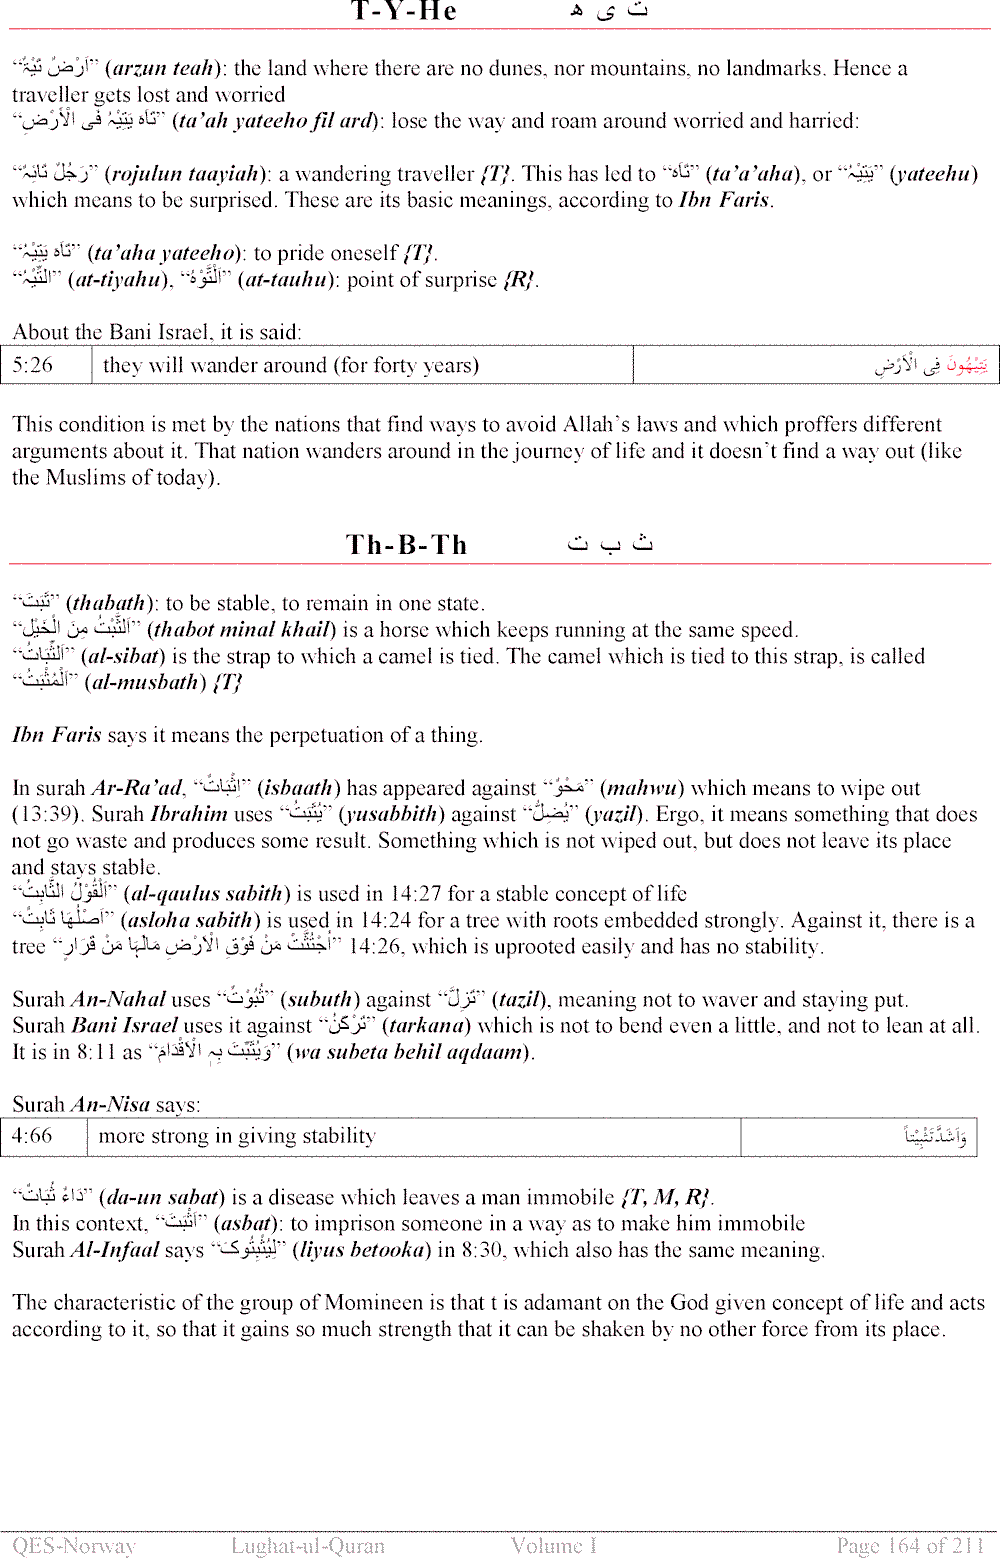 T-Y-He ت ی ه
“اَرْضٌ تَیْۃٌ” (arzun teah): the land where there are no dunes, nor mountains, no landmarks. Hence a
traveller gets lost and worried
“تَاَہ یَتِیْہُ فَی الْاَرْضِ” (ta’ah yateeho fil ard): lose the way and roam around worried and harried:
“رَجُلٌ تَائِہٌ” (rojulun taayiah): a wandering traveller {T}. This has led to “تَاَہ” (ta’a’aha), or “یَتِیْہُ” (yateehu)
which means to be surprised. These are its basic meanings, according to Ibn Faris.
“تَاَہ یَتِیْہُ” (ta’aha yateeho): to pride oneself {T}.
“التِّیْہُ” (at-tiyahu), “اَلتَّوْہُ” (at-tauhu): point of surprise {R}.
About the Bani Israel, it is said:
5:26 they will wander around (for forty years) یَتِیْهُونَ فِی الْاَرْضِ
This condition is met by the nations that find ways to avoid Allah’s laws and which proffers different
arguments about it. That nation wanders around in the journey of life and it doesn’t find a way out (like
the Muslims of today).
Th-B-Th ث ب ت
“ثَبَتَ” (thabath): to be stable, to remain in one state.
“اَلثَّبْتُ مِنَ الْخَیْلِ” (thabot minal khail) is a horse which keeps running at the same speed.
“اَلثِّبَاتُ” (al-sibat) is the strap to which a camel is tied. The camel which is tied to this strap, is called
“اَلْمُثْبَتُ” (al-musbath) {T}
Ibn Faris says it means the perpetuation of a thing.
In surah Ar-Ra’ad, “اِثْبَاتٌ” (isbaath) has appeared against “مَحْوٌ” (mahwu) which means to wipe out
(13:39). Surah Ibrahim uses “یُثَبِّتُ” (yusabbith) against “یُضِلُّ” (yazil). Ergo, it means something that does
not go waste and produces some result. Something which is not wiped out, but does not leave its place
and stays stable.
“اَلْقَوْلُ الثَّابِتُ” (al-qaulus sabith) is used in 14:27 for a stable concept of life
“اَصْلُہَا ثَابِتٌ” (asloha sabith) is used in 14:24 for a tree with roots embedded strongly. Against it, there is a
tree “اُجْتُثَّتْ مَنْ فَوْقِ الْاَرْضِ مَالَہَا مَنْ قَرَارٍ” 14:26, which is uprooted easily and has no stability.
Surah An-Nahal uses “ثُبُوْتٌ” (subuth) against “تَزِلَّ” (tazil), meaning not to waver and staying put.
Surah Bani Israel uses it against “تَرْکَنُ” (tarkana) which is not to bend even a little, and not to lean at all.
It is in 8:11 as “وَیُثَبِّتَ بِہِ الْاَقْدَامَ” (wa subeta behil aqdaam).
Surah An-Nisa says:
4:66 more strong in giving stability وَاَشَدَّتَثْبِیْتاً
“دَاءٌ ثُبَاتٌ” (da-un sabat) is a disease which leaves a man immobile {T, M, R}.
In this context, “اَثْبَتَ” (asbat): to imprison someone in a way as to make him immobile
Surah Al-Infaal says “لِیُثْبِتُوکَ” (liyus betooka) in 8:30, which also has the same meaning.
The characteristic of the group of Momineen is that t is adamant on the God given concept of life and acts
according to it, so that it gains so much strength that it can be shaken by no other force from its place.
QES-Norway Lughat-ul-Quran Volume I Page 164 of 211